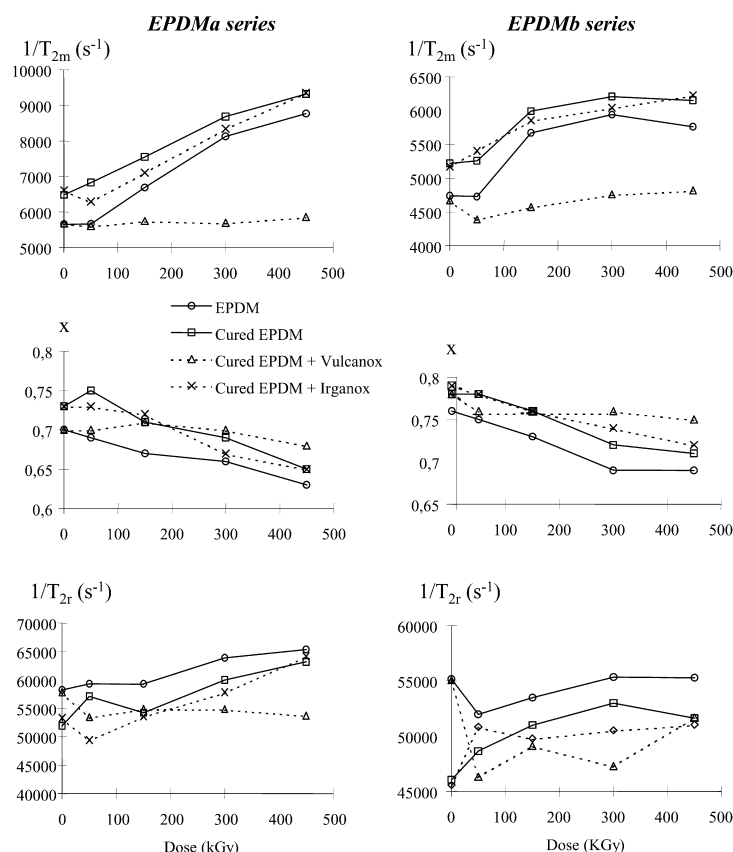 EPDMa series
EPDMb series
1/T2m (s-1)
1/T2m (s-1)
10000
9000
8000
7000
6000
5000
0 100 200 300 400 500
6500
6000
5500
5000
4500
4000
0 100 200 300 400 500
EPDM
Cured EPDM
Cured EPDM + Vulcanox
Cured EPDM + Irganox
x
0,8
0,75
0,7
0,65
0,6
0 100 200 300 400 500
x
0,8
0,75
0,7
0,65
0 100 200 300 400 500
1/T2r (s-1)
1/T2r (s-1)
70000
65000
60000
55000
50000
45000
40000
0 100 200 300 400 500
Dose (kGy)
60000
55000
50000
45000
0 100 200 300 400 500
Dose (KGy)